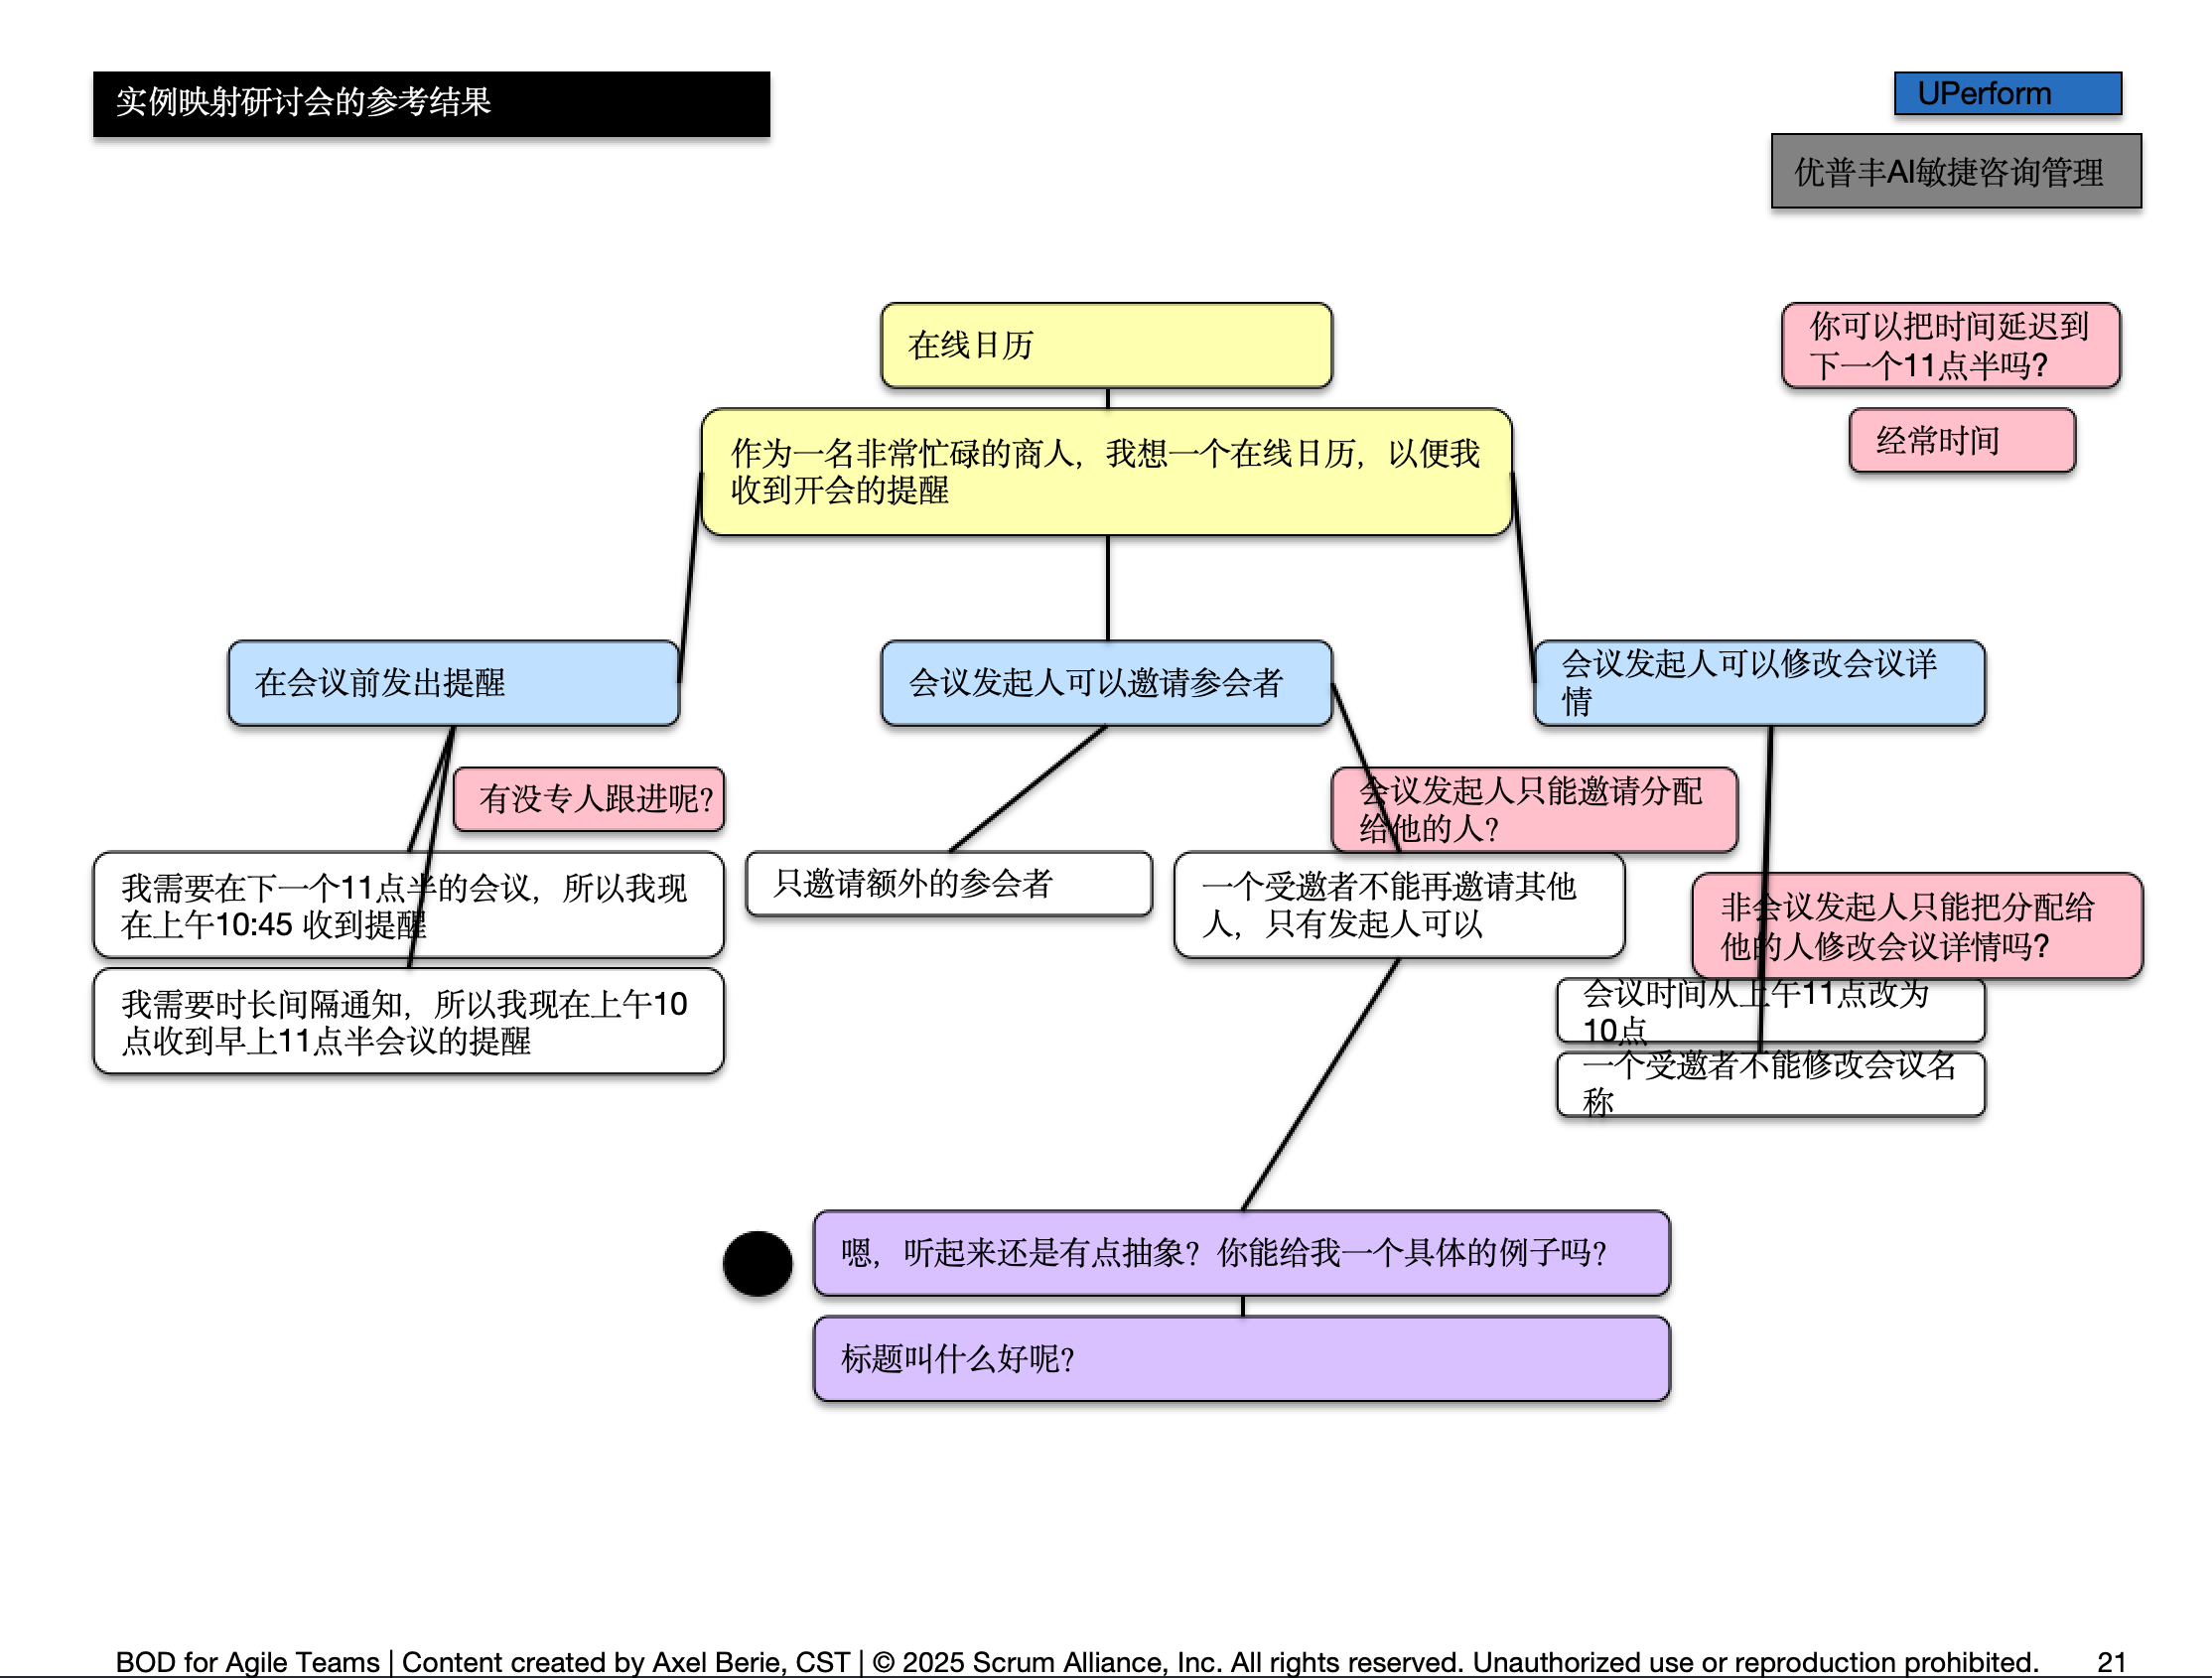 实例映射研讨会的参考结果
UPerform
优普丰AI敏捷咨询管理
在线日历
你可以把时间延迟到
下一个11点半吗?
经常时间
作为一名非常忙碌的商人，我想一个在线日历，以便我
收到开会的提醒
在会议前发出提醒
会议发起人可以邀请参会者
会议发起人可以修改会议详
情
有没专人跟进呢?
会议发起人只能邀请分配
给他的人?
我需要在下一个11点半的会议，所以我现
在上午10:45 收到提醒
只邀请额外的参会者
一个受邀者不能再邀请其他
人，只有发起人可以
非会议发起人只能把分配给
他的人修改会议详情吗?
我需要时长间隔通知，所以我现在上午10
点收到早上11点半会议的提醒
会议时间从上午11点改为
10点
一个受邀者不能修改会议名
称
嗯，听起来还是有点抽象？你能给我一个具体的例子吗?
标题叫什么好呢?
BOD for Agile Teams | Content created by Axel Berie, CST | © 2025 Scrum Alliance, Inc. All rights reserved. Unauthorized use or reproduction prohibited. 21